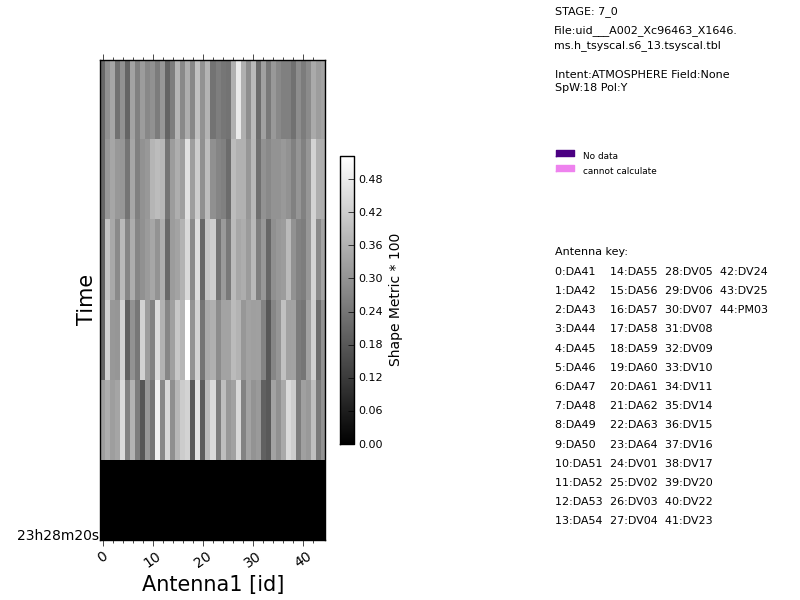 STAGE: 7_0
File:uid___A002_Xc96463_X1646.
ms.h_tsyscal.s6_13.tsyscal.tbl
Intent:ATMOSPHERE Field:None
SpW:18 Pol:Y
No data
cannot calculate
Antenna key:
0:DA41 14:DA55 28:DV05 42:DV24
1:DA42 15:DA56 29:DV06 43:DV25
2:DA43 16:DA57 30:DV07 44:PM03
3:DA44 17:DA58 31:DV08
4:DA45 18:DA59 32:DV09
5:DA46 19:DA60 33:DV10
6:DA47 20:DA61 34:DV11
7:DA48 21:DA62 35:DV14
8:DA49 22:DA63 36:DV15
9:DA50 23:DA64 37:DV16
10:DA51 24:DV01 38:DV17
11:DA52 25:DV02 39:DV20
12:DA53 26:DV03 40:DV22
13:DA54 27:DV04 41:DV23
0.48
0.42
0.36
0.30
0.24
0.18
0.12
0.06
0.00
Shape Metric * 100
Time
23h28m20s
0 10 20 30 40
Antenna1 [id]